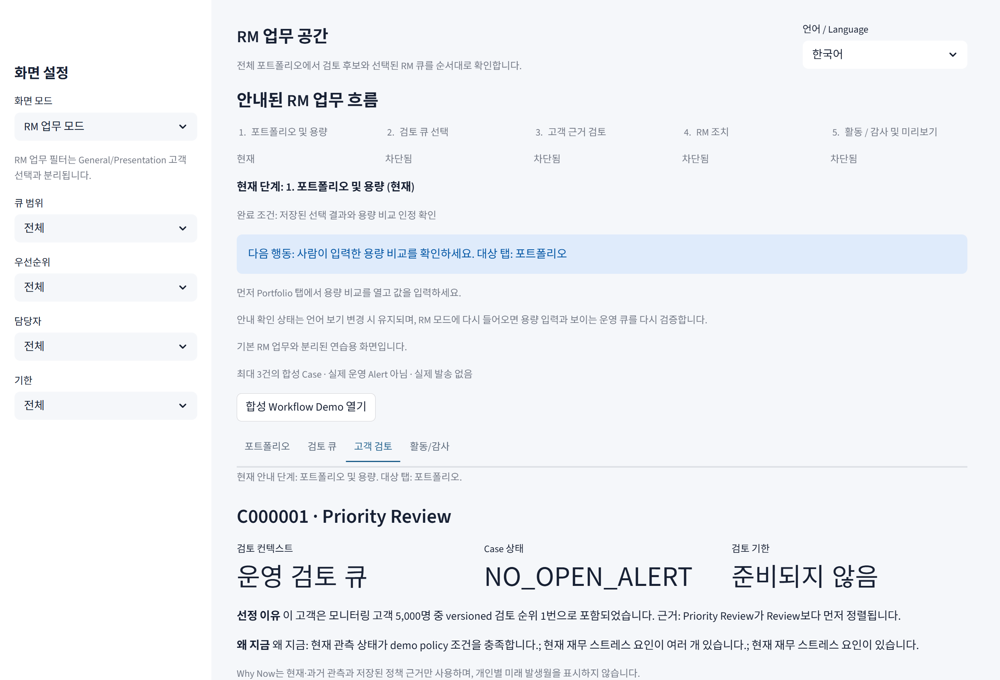 화면 설정
화면 모드
RM 업무 모드
RM 업무 필터는 General/Presentation 고객
선택과 분리됩니다.
큐 범위
전체
우선순위
전체
담당자
전체
기한
전체
RM 업무 공간
언어 / Language
한국어
전체 포트폴리오에서 검토 후보와 선택된 RM 큐를 순서대로 확인합니다.
안내된 RM 업무 흐름
1. 포트폴리오 및 용량
2. 검토 큐 선택
3. 고객 근거 검토
4. RM 조치
5. 활동 / 감사 및 미리보기
현재
차단됨
차단됨
차단됨
차단됨
현재 단계: 1. 포트폴리오 및 용량 (현재)
완료 조건: 저장된 선택 결과와 용량 비교 인정 확인
다음 행동: 사람이 입력한 용량 비교를 확인하세요. 대상 탭: 포트폴리오
먼저 Portfolio 탭에서 용량 비교를 열고 값을 입력하세요.
안내 확인 상태는 언어 보기 변경 시 유지되며, RM 모드에 다시 들어오면 용량 입력과 보이는 운영 큐를 다시 검증합니다.
기본 RM 업무와 분리된 연습용 화면입니다.
최대 3건의 합성 Case · 실제 운영 Alert 아님 · 실제 발송 없음
합성 Workflow Demo 열기
포트폴리오
검토 큐
고객 검토
활동/감사
현재 안내 단계: 포트폴리오 및 용량. 대상 탭: 포트폴리오.
C000001 · Priority Review
검토 컨텍스트
Case 상태
검토 기한
운영 검토 큐
NO_OPEN_ALERT
준비되지 않음
선정 이유 이 고객은 모니터링 고객 5,000명 중 versioned 검토 순위 1번으로 포함되었습니다. 근거: Priority Review가 Review보다 먼저 정렬됩니다.
왜 지금 왜 지금: 현재 관측 상태가 demo policy 조건을 충족합니다.; 현재 재무 스트레스 요인이 여러 개 있습니다.; 현재 재무 스트레스 요인이 있습니다.
Why Now는 현재·과거 관측과 저장된 정책 근거만 사용하며, 개인별 미래 발생월을 표시하지 않습니다.